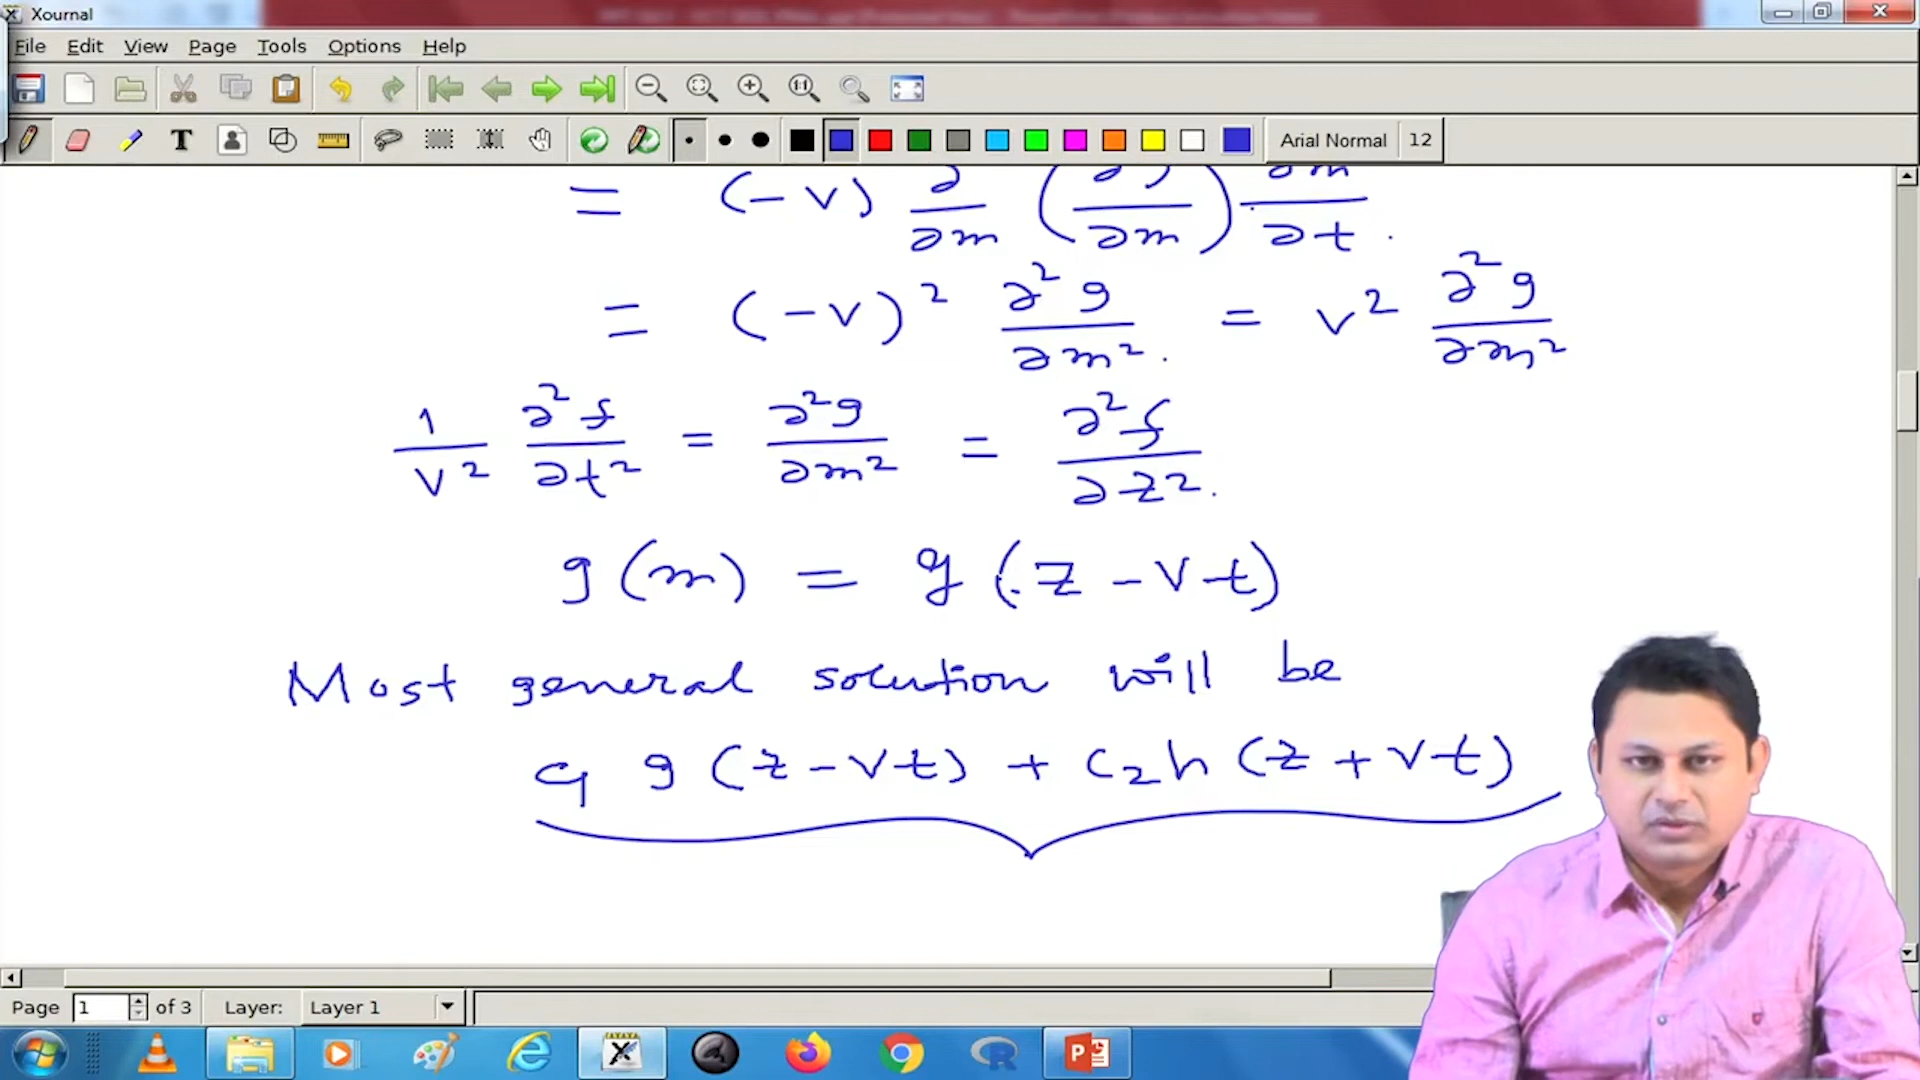 Xournal
File Edit View Page Tools Options Help
T Arial Normal 12
= (-v) ∂/∂m (∂g/∂m) ∂m/∂t .
= (-v)² ∂²g/∂m² . = v² ∂²g/∂m²
1/v² ∂²f/∂t² = ∂²g/∂m² = ∂²f/∂z² .
g(m) = g(z-vt)
Most general solution will be
c₁ g(z-vt) + c₂h(z+vt)
Page 1 of 3 Layer: Layer 1